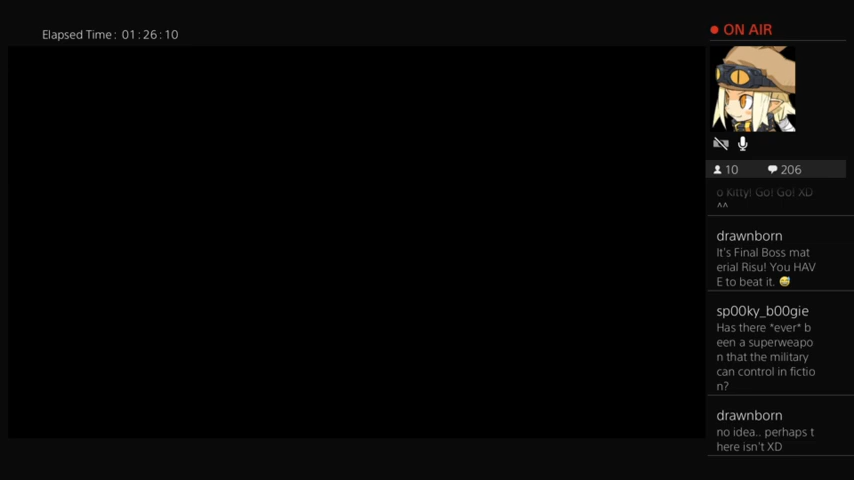 Elapsed Time: 01:26:10
ON AIR
10 206
o Kitty! Go! Go! XD
^^
drawnborn
It's Final Boss mat
erial Risu! You HAV
E to beat it. 😅
sp00ky_b00gie
Has there *ever* b
een a superweapo
n that the military
can control in fictio
n?
drawnborn
no idea.. perhaps t
here isn't XD